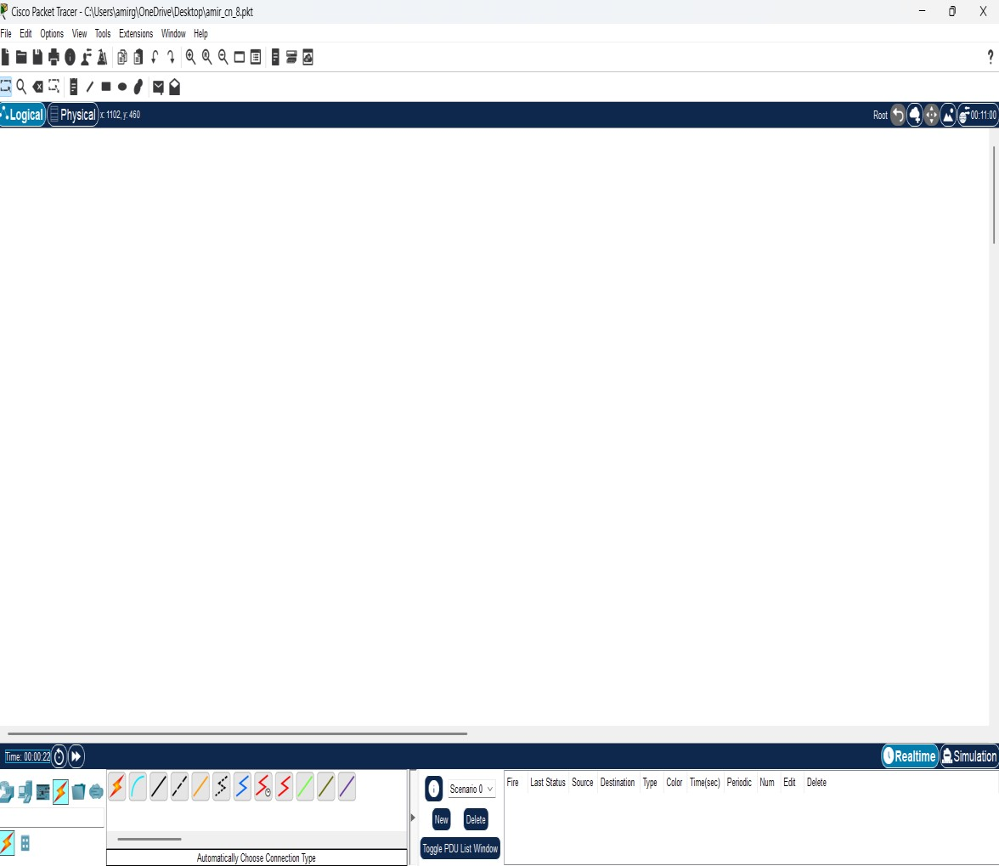 Cisco Packet Tracer - C:\Users\amirg\OneDrive\Desktop\amir_cn_8.pkt
File Edit Options View Tools Extensions Window Help
Logical Physical x: 1102, y: 460 Root 00:11:00
Time: 00:00:22 Realtime Simulation
Scenario 0 Fire Last Status Source Destination Type Color Time(sec) Periodic Num Edit Delete
New Delete
Toggle PDU List Window
Automatically Choose Connection Type